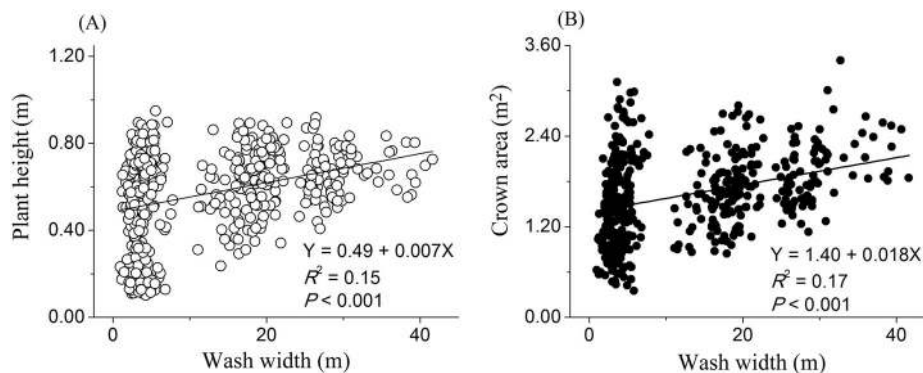 (A)
Plant height (m)
1.20
0.80
0.40
0.00
Y = 0.49 + 0.007X
R² = 0.15
P < 0.001
0
20
40
Wash width (m)
(B)
Crown area (m²)
3.60
2.40
1.20
0.00
Y = 1.40 + 0.018X
R² = 0.17
P < 0.001
0
20
40
Wash width (m)